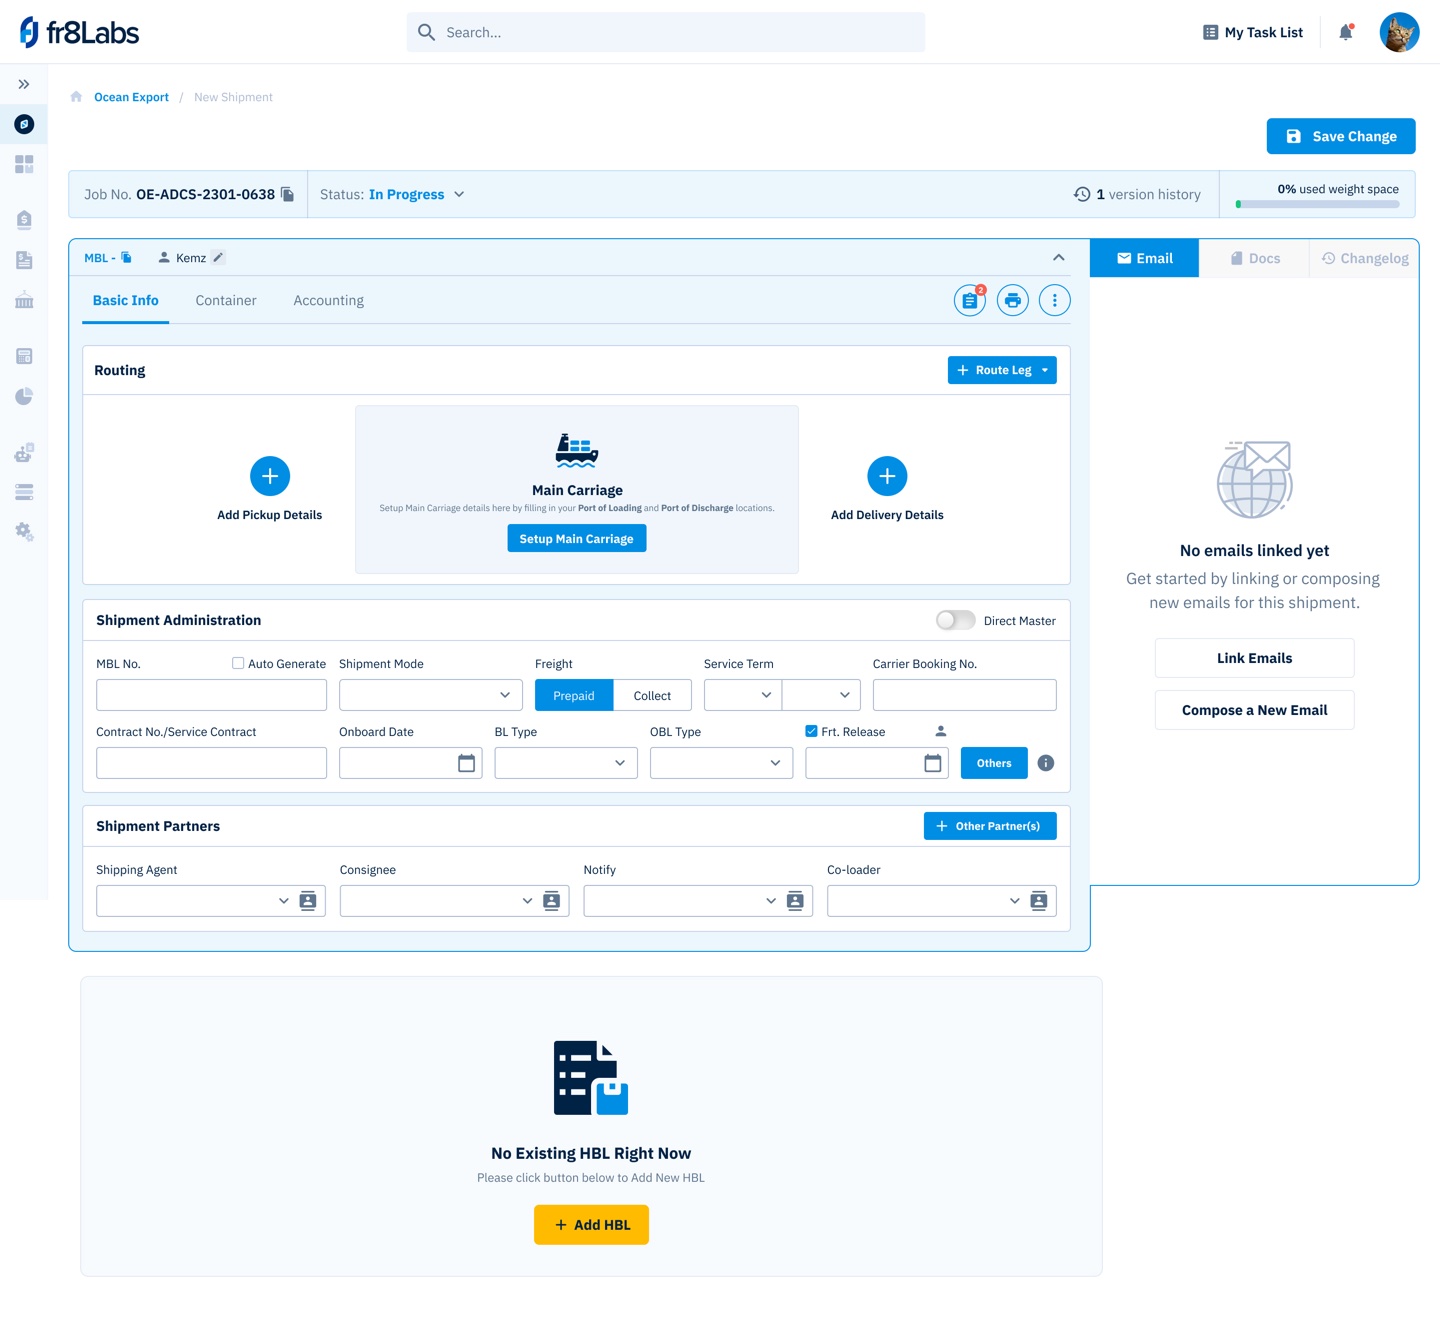 fr8Labs
Search...
My Task List
Ocean Export / New Shipment
Save Change
Job No. OE-ADCS-2301-0638
Status: In Progress
1 version history
0% used weight space
MBL -
Kemz
Email
Docs
Changelog
Basic Info
Container
Accounting
2
Routing
+ Route Leg
Add Pickup Details
Main Carriage
Setup Main Carriage details here by filling in your Port of Loading and Port of Discharge locations.
Setup Main Carriage
Add Delivery Details
No emails linked yet
Get started by linking or composing
new emails for this shipment.
Link Emails
Compose a New Email
Shipment Administration
Direct Master
MBL No.
Auto Generate
Shipment Mode
Freight
Service Term
Carrier Booking No.
Prepaid
Collect
Contract No./Service Contract
Onboard Date
BL Type
OBL Type
Frt. Release
Others
Shipment Partners
+ Other Partner(s)
Shipping Agent
Consignee
Notify
Co-loader
No Existing HBL Right Now
Please click button below to Add New HBL
+ Add HBL